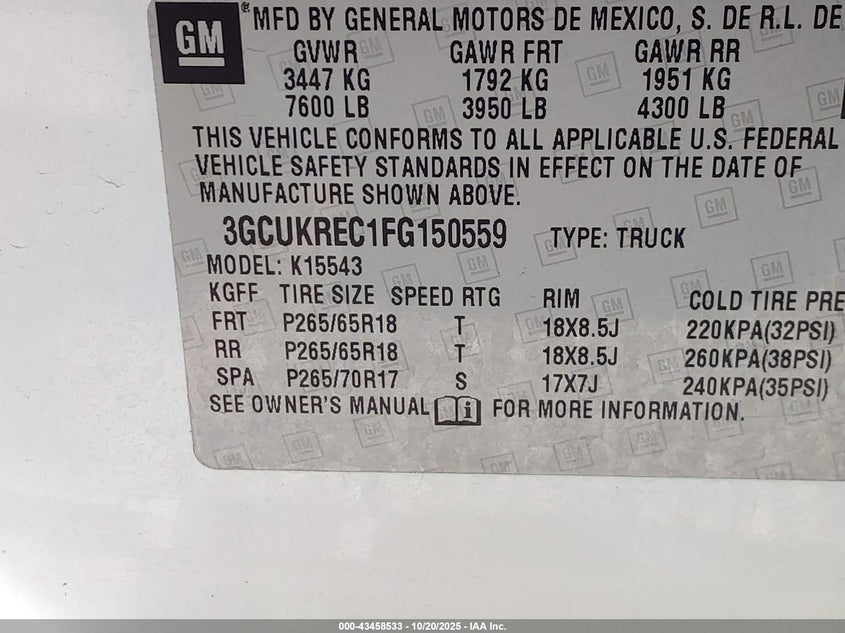 GM
® MFD BY GENERAL MOTORS DE MEXICO, S. DE R.L. DE
GVWR GAWR FRT GAWR RR
3447 KG 1792 KG 1951 KG
7600 LB 3950 LB 4300 LB
THIS VEHICLE CONFORMS TO ALL APPLICABLE U.S. FEDERAL
VEHICLE SAFETY STANDARDS IN EFFECT ON THE DATE OF
MANUFACTURE SHOWN ABOVE.
3GCUKREC1FG150559 TYPE: TRUCK
MODEL: K15543
KGFF TIRE SIZE SPEED RTG RIM COLD TIRE PRE
FRT P265/65R18 T 18X8.5J 220KPA(32PSI)
RR P265/65R18 T 18X8.5J 260KPA(38PSI)
SPA P265/70R17 S 17X7J 240KPA(35PSI)
SEE OWNER'S MANUAL i FOR MORE INFORMATION.
000-43458533 - 10/20/2025 - IAA Inc.